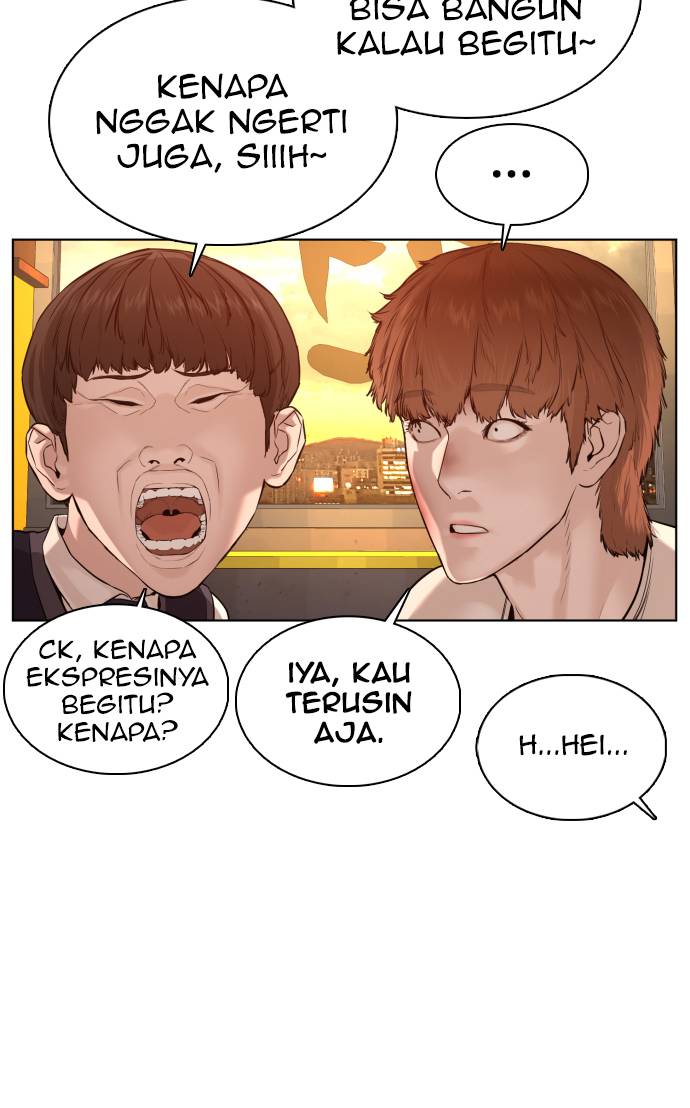 BISA BANGUN
KALAU BEGITU~
KENAPA
NGGAK NGERTI
JUGA, SIIIH~
...
CK, KENAPA
EKSPRESINYA
BEGITU?
KENAPA?
IYA, KAU
TERUSIN
AJA.
H...HEI...